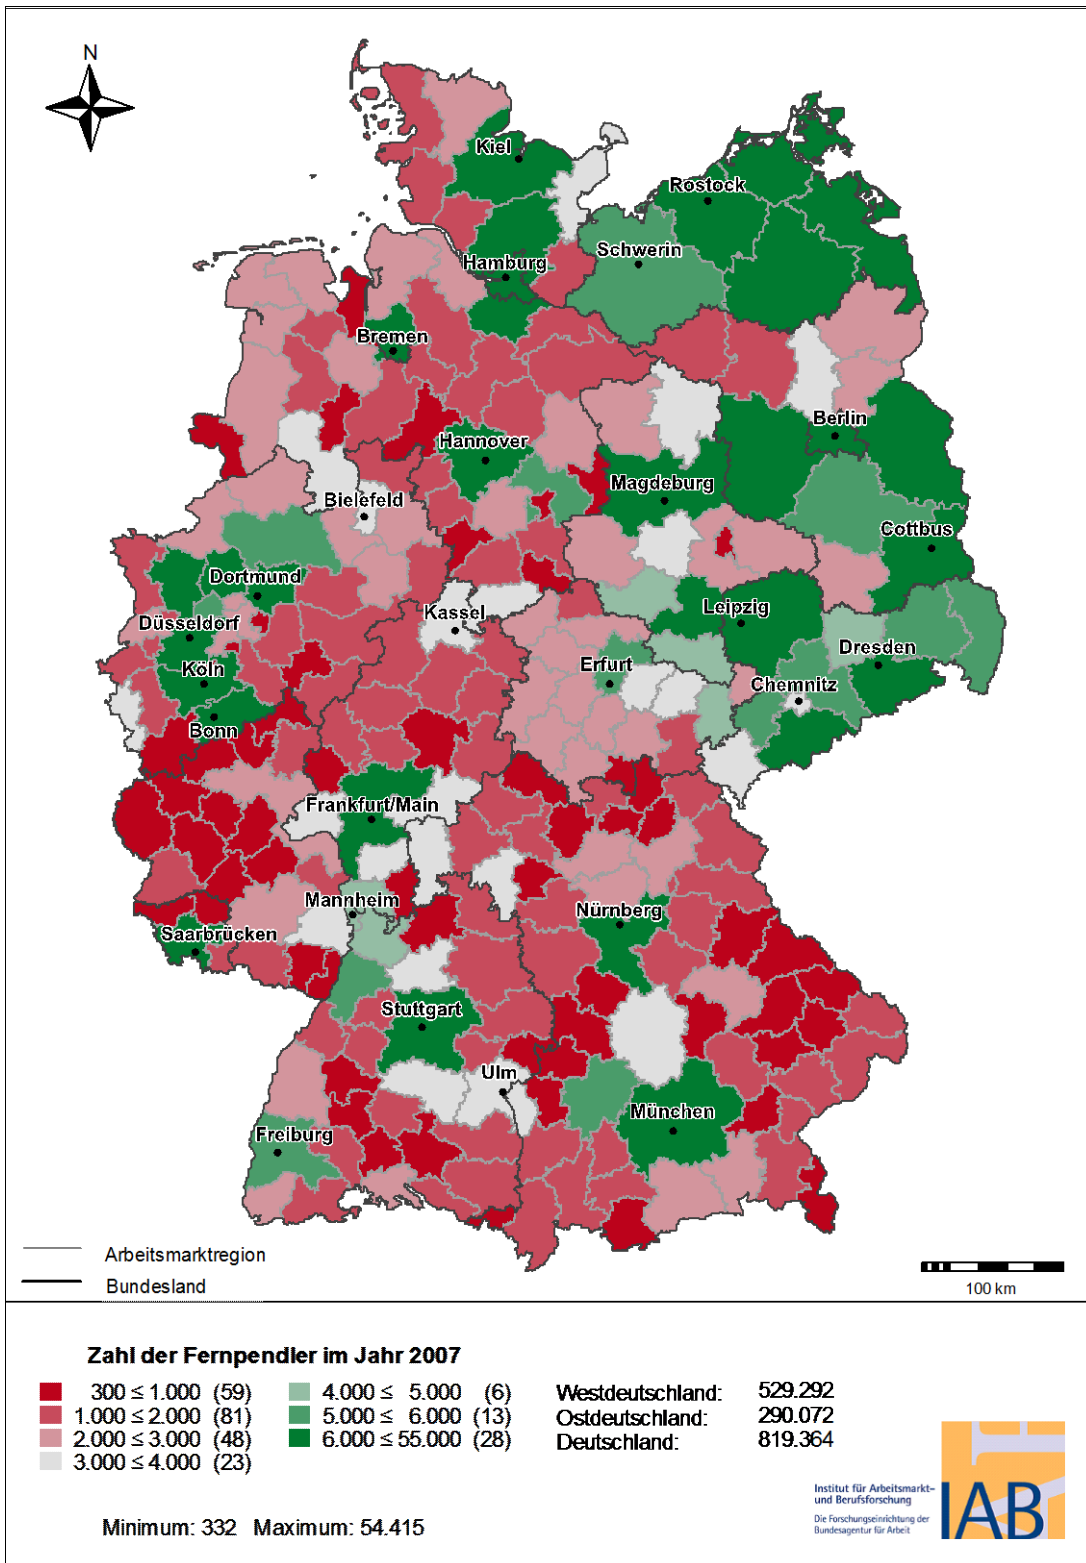 N
Kiel
Rostock
Schwerin
Hamburg
Bremen
Berlin
Hannover
Magdeburg
Bielefeld
Cottbus
Dortmund
Leipzig
Kassel
Düsseldorf
Dresden
Köln
Erfurt
Chemnitz
Bonn
Frankfurt/Main
Mannheim
Nürnberg
Saarbrücken
Stuttgart
Ulm
München
Freiburg
Arbeitsmarktregion
Bundesland
100 km
Zahl der Fernpendler im Jahr 2007
300 ≤ 1.000 (59)
1.000 ≤ 2.000 (81)
2.000 ≤ 3.000 (48)
3.000 ≤ 4.000 (23)
4.000 ≤ 5.000 (6)
5.000 ≤ 6.000 (13)
6.000 ≤ 55.000 (28)
Westdeutschland: 529.292
Ostdeutschland: 290.072
Deutschland: 819.364
Minimum: 332 Maximum: 54.415
Institut für Arbeitsmarkt-
und Berufsforschung
Die Forschungseinrichtung der
Bundesagentur für Arbeit
IAB